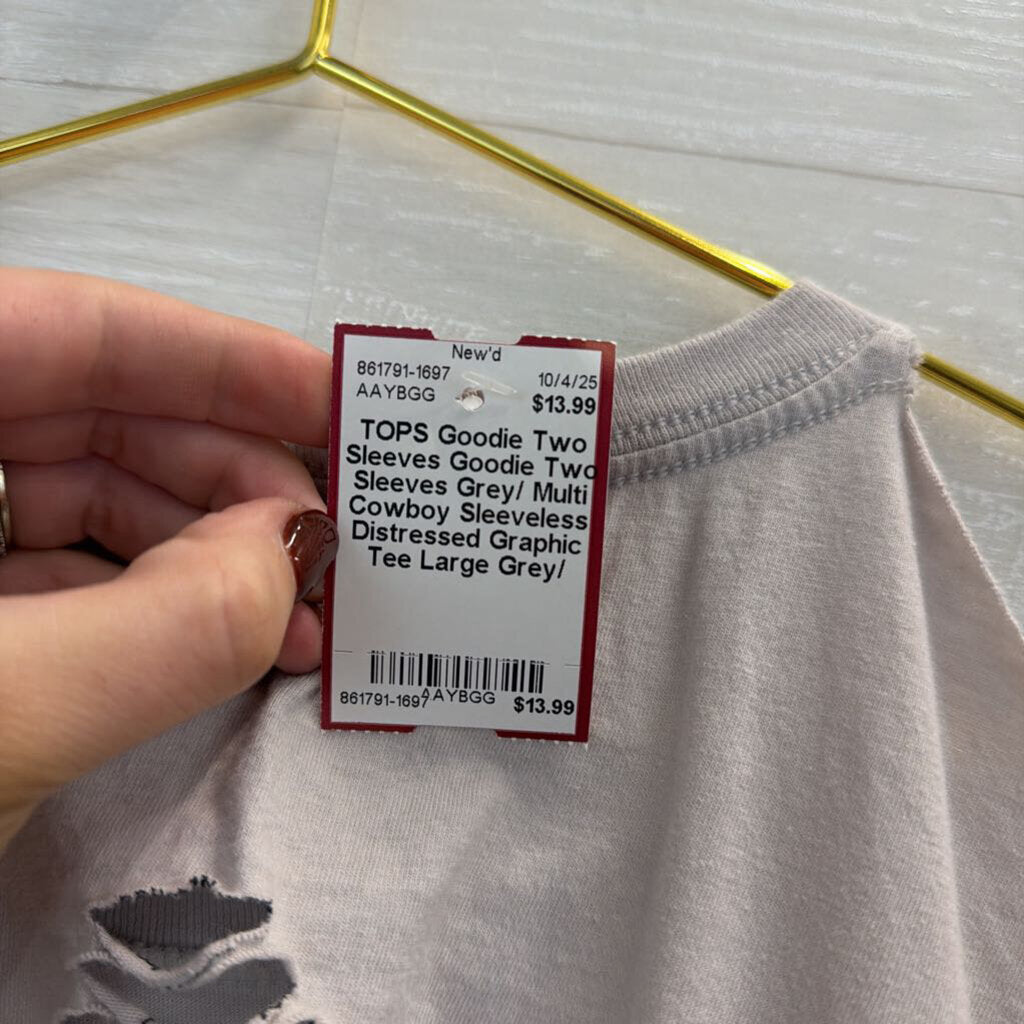 New'd
861791-1697 10/4/25
AAYBGG $13.99
TOPS Goodie Two
Sleeves Goodie Two
Sleeves Grey/ Multi
Cowboy Sleeveless
Distressed Graphic
Tee Large Grey/
861791-1697 AAYBGG $13.99